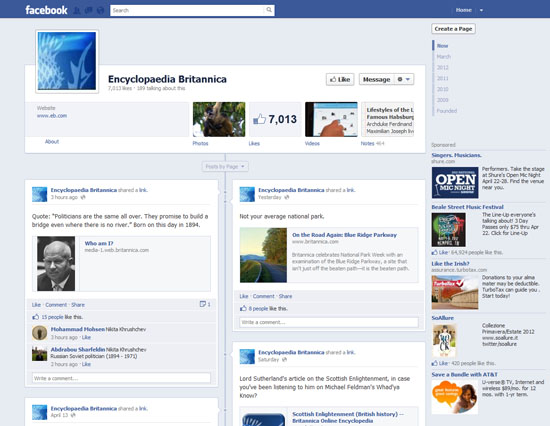 facebook
Search
Home
Create a Page
Now
March
2012
2011
2010
2009
Founded
Encyclopaedia Britannica
7,013 likes · 189 talking about this
Like
Message
Website
www.eb.com
About
Photos
7,013
Likes
Videos
Lifestyles of the L
Famous Habsburg
Archduke Ferdinand
Maximilian Joseph live
Notes 464
Posts By Page
Encyclopaedia Britannica shared a link.
2 hours ago
Quote: "Politicians are the same all over. They promise to build a
bridge even where there is no river." Born on this day in 1894.
Who am I?
media-1.web.britannica.com
Like · Comment · Share
1
15 people like this.
Mohammad Mohsen Nikita Khrushchev
3 hours ago · Like
Abdrabou Sharfeldin Nikita Khrushchev
Russian Soviet politician (1894 - 1971)
2 hours ago · Like
Write a comment...
Encyclopaedia Britannica shared a link.
April 13
Encyclopaedia Britannica shared a link.
Yesterday
Not your average national park.
On the Road Again: Blue Ridge Parkway
www.britannica.com
Britannica celebrates National Park Week with an
examination of the Blue Ridge Parkway, a site that
isn't just off the beaten path—it is the beaten path.
Like · Comment · Share
8 people like this.
Write a comment...
Encyclopaedia Britannica shared a link.
Saturday
Lord Sutherland's article on the Scottish Enlightenment, in case
you've been listening to him on Michael Feldman's Whad'ya
Know?
Scottish Enlightenment (British history) --
Britannica Online Encyclopedia
Sponsored
Singers. Musicians.
shure.com
OPEN
MIC NIGHT
Performers. Take the
stage at Shure's Open Mic
April 22-28. Find the
venue near you.
Beale Street Music Festival
The Line-Up everyone's
talking about! 3 Day
Passes only $75 thru Apr
22. Click for Line-Up
Like · 84,924 people like this.
Like the Irish?
assurance.turbotax.com
TurboTax
Donations to your alma
mater may be deductible.
TurboTax can guide you .
Start today!
SoAllure
Collezione
Primavera/Estate 2012
www.soallure.it
twitter/soallure
Like · 420 people like this.
Save a Bundle with AT&T
U-verse® TV, Internet and
wireless $89/mo. for 12
mos. with 1-yr term.